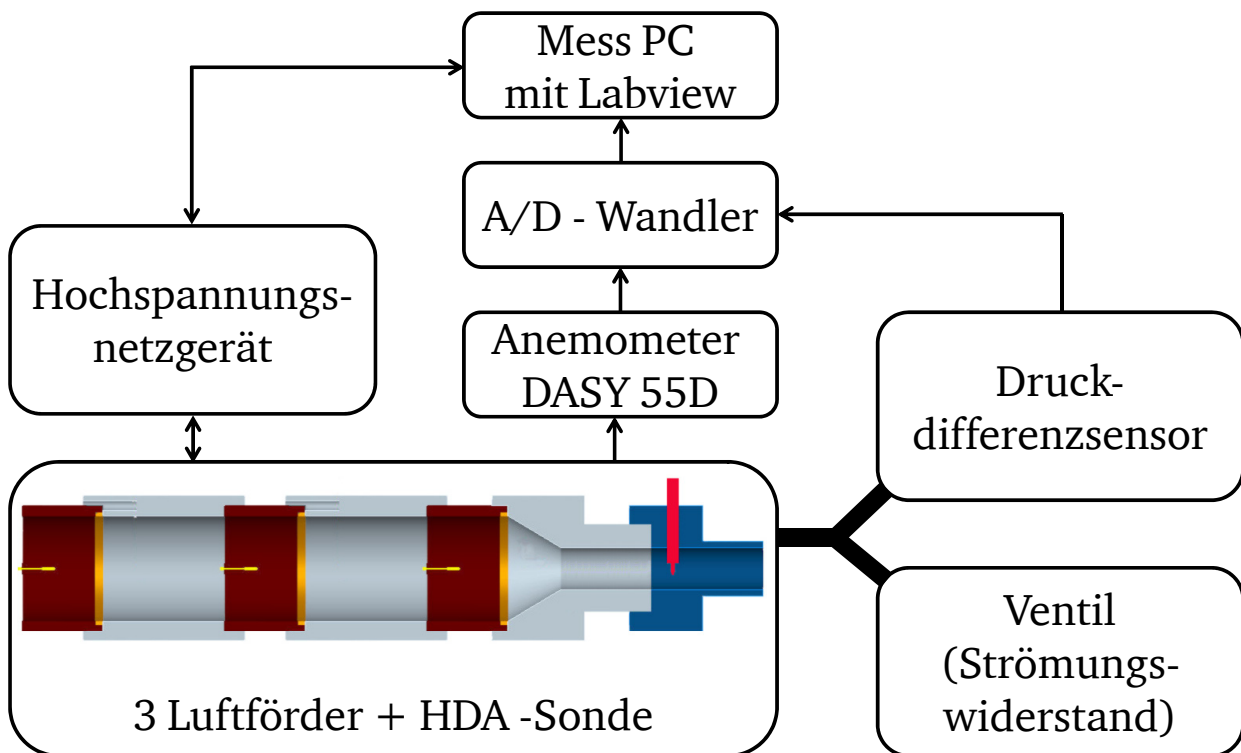 Mess PC
mit Labview
A/D - Wandler
Hochspannungs-
netzgerät
Anemometer
DASY 55D
Druck-
differenzsensor
3 Luftförder + HDA -Sonde
Ventil
(Strömungs-
widerstand)